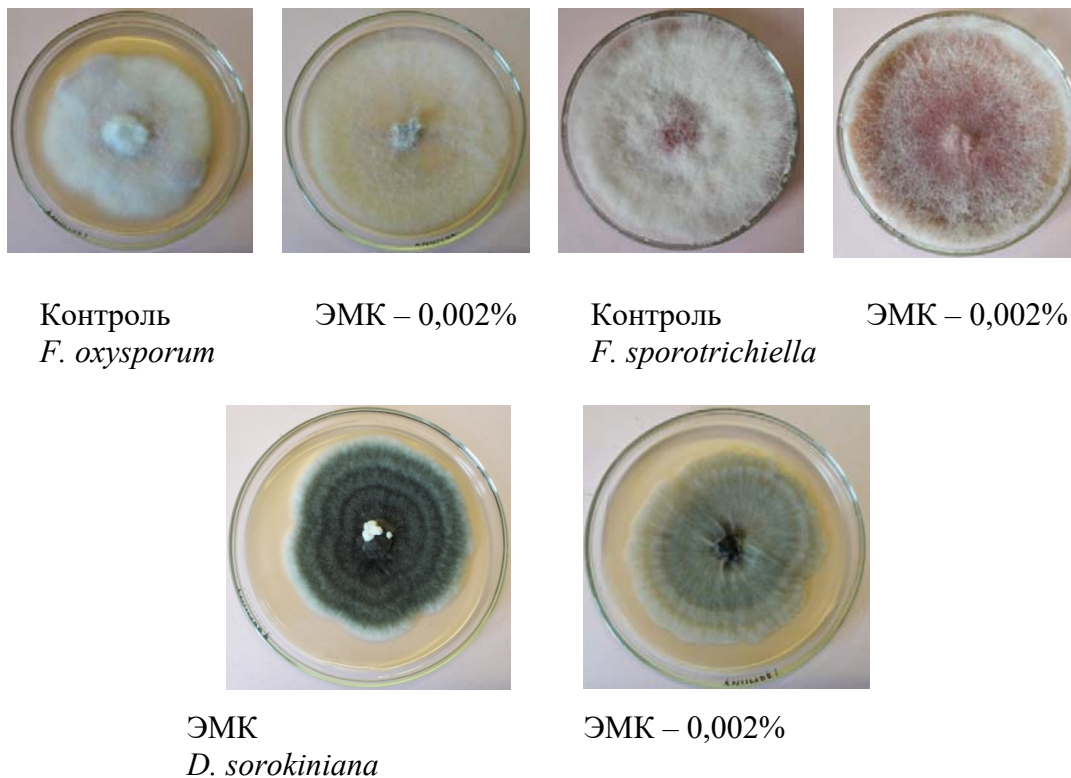 Контроль
F. oxysporum
ЭМК – 0,002%
Контроль
F. sporotrichiella
ЭМК – 0,002%
ЭМК
D. sorokiniana
ЭМК – 0,002%